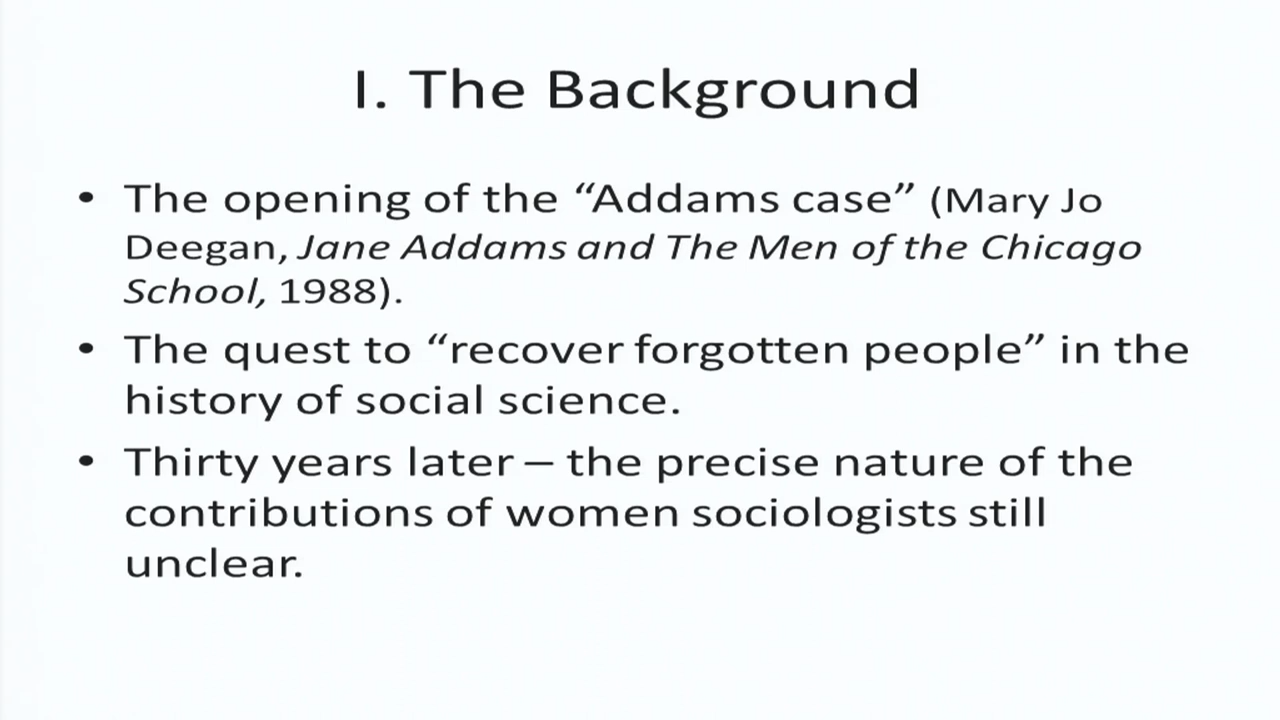 I. The Background
• The opening of the “Addams case” (Mary Jo
Deegan, Jane Addams and The Men of the Chicago
School, 1988).
• The quest to “recover forgotten people” in the
history of social science.
• Thirty years later – the precise nature of the
contributions of women sociologists still
unclear.